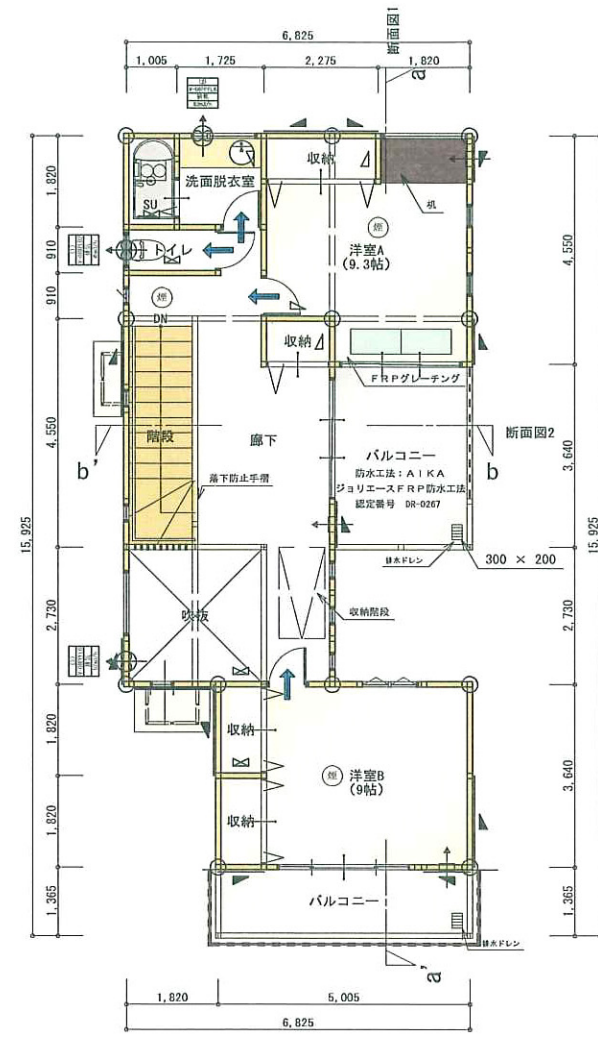 断面図1
6,825
1,005
1,725
2,275
1,820
a
収納
洗面脱衣室
SU
机
煙
洋室A
(9.3帖)
トイレ
煙
DN
収納
FRPグレーチング
階段
廊下
落下防止手摺
バルコニー
防水工法:AIKA
ジョリエースFRP防水工法
認定番号 DR-0267
断面図2
b'
b
排水ドレン
300 × 200
吹抜
収納階段
収納
煙
洋室B
(9帖)
収納
バルコニー
排水ドレン
a'
15,925
1,820
910
910
4,550
2,730
1,820
1,820
1,365
4,550
3,640
2,730
3,640
1,365
15,925
1,820
5,005
6,825